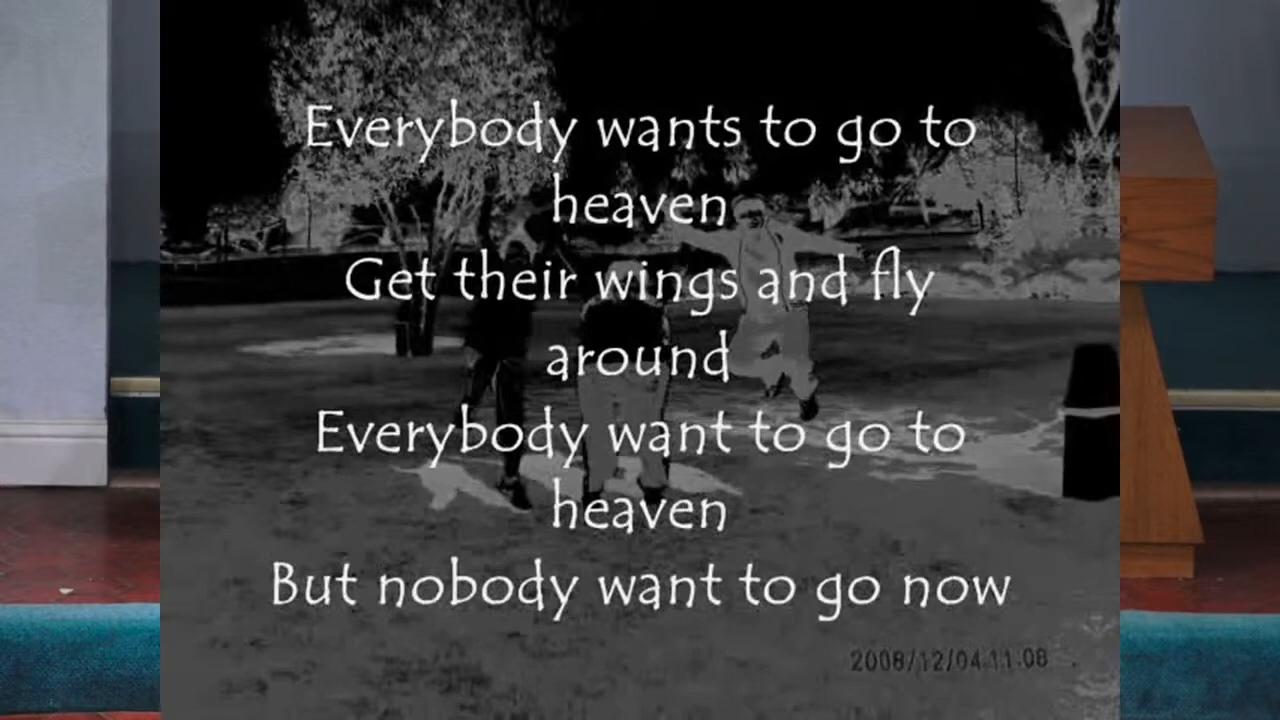 Everybody wants to go to
heaven
Get their wings and fly
around
Everybody want to go to
heaven
But nobody want to go now
2008/12/04 11:08